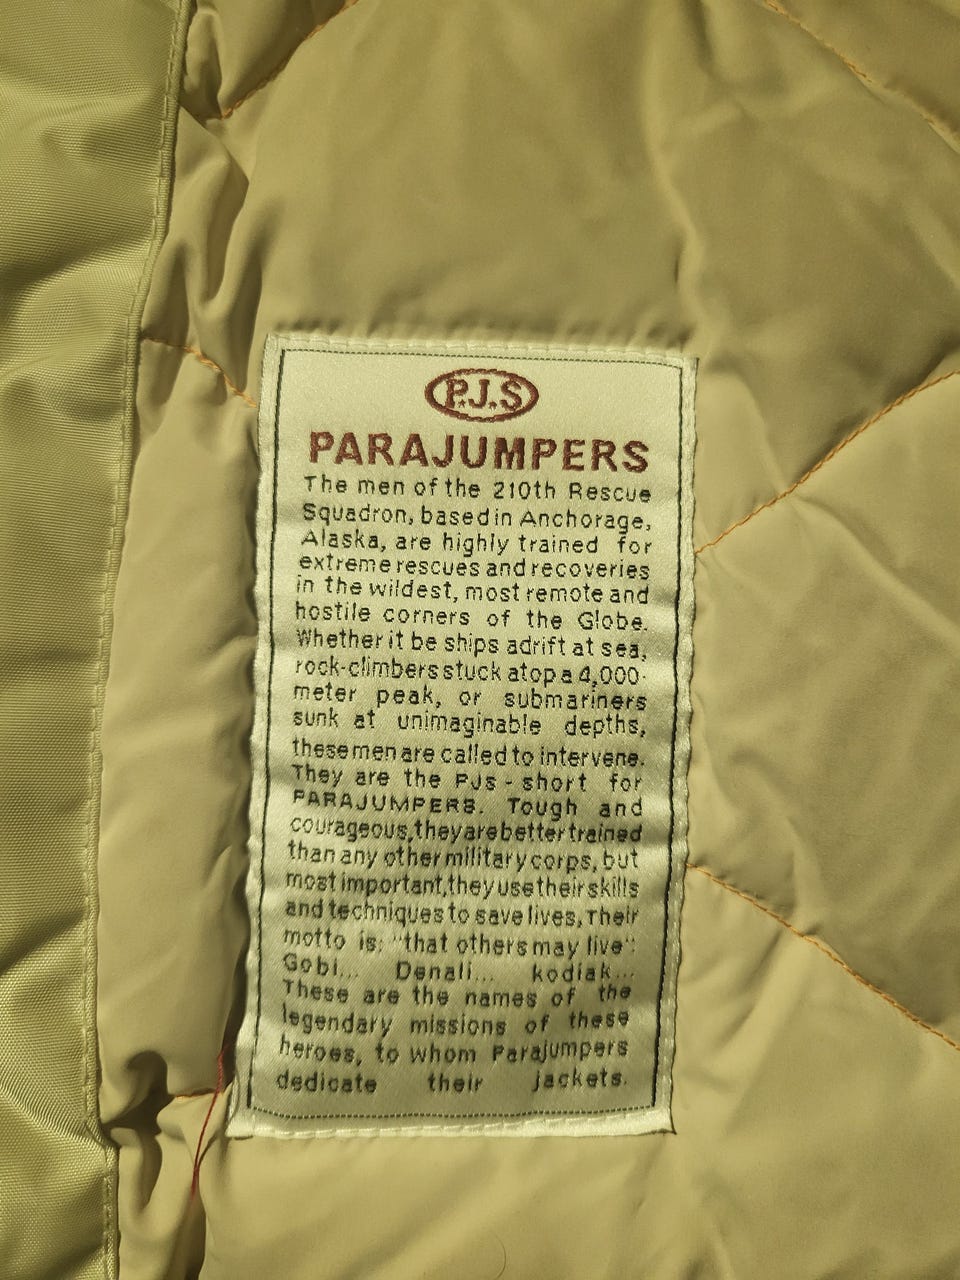 P.J.S
PARAJUMPERS
The men of the 210th Rescue
Squadron, based in Anchorage,
Alaska, are highly trained for
extreme rescues and recoveries
in the wildest, most remote and
hostile corners of the Globe.
Whether it be ships adrift at sea,
rock-climbers stuck atop a 4,000-
meter peak, or submariners
sunk at unimaginable depths,
these men are called to intervene.
They are the PJs - short for
PARAJUMPERS. Tough and
courageous, they are better trained
than any other military corps, but
most important, they use their skills
and techniques to save lives, Their
motto is: "that others may live":
Gobi... Denali... kodiak...
These are the names of the
legendary missions of these
heroes, to whom Parajumpers
dedicate their jackets.